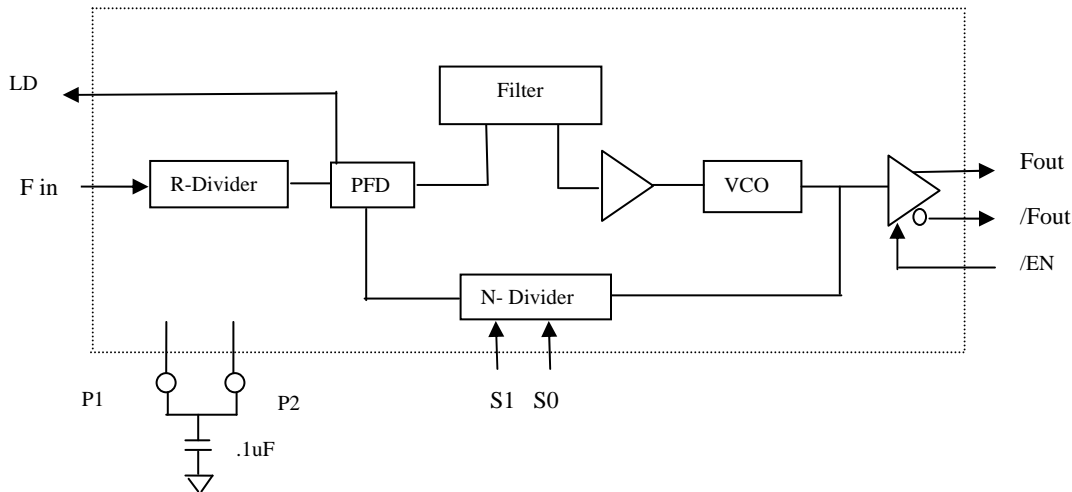 LD
Filter
F in
R-Divider
PFD
VCO
Fout
/Fout
/EN
N- Divider
S1 S0
P1
P2
.1uF